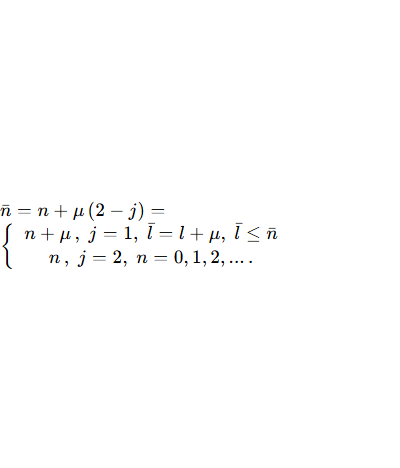 n̄ = n + μ (2 − j) =
{ n + μ , j = 1, l̄ = l + μ, l̄ ≤ n̄
n , j = 2, n = 0, 1, 2, ... .